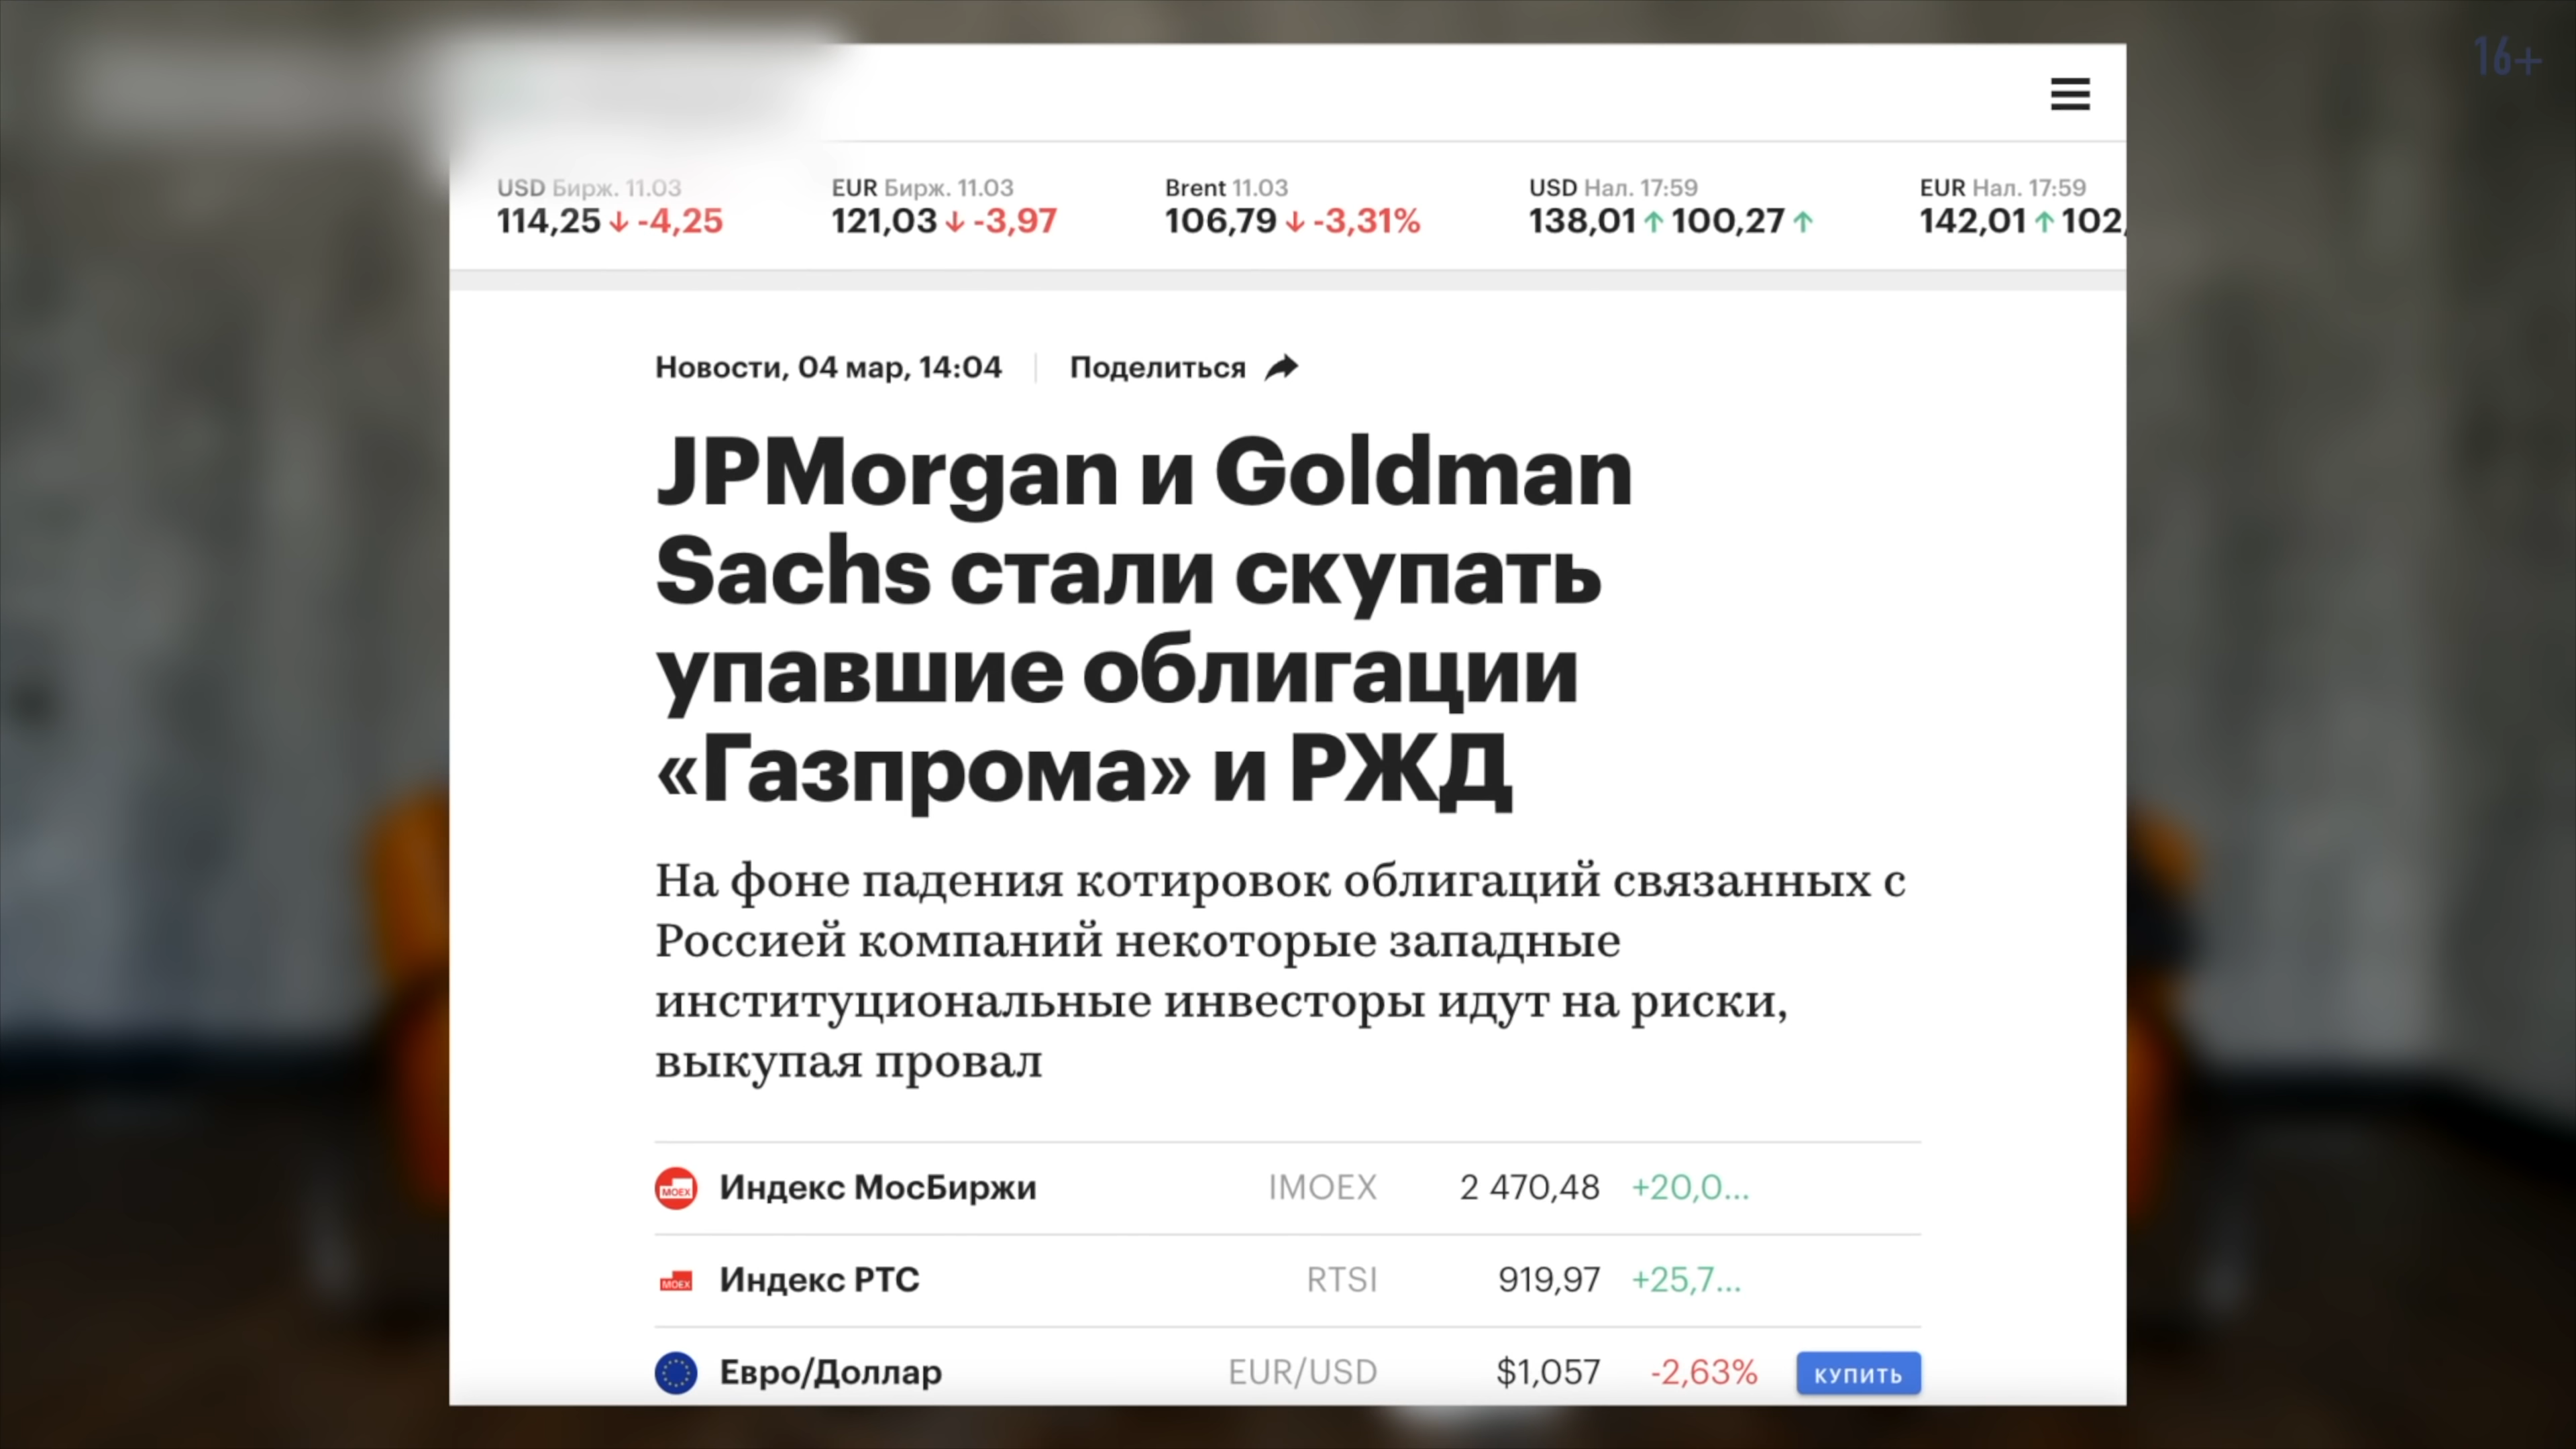 16+
USD Бирж. 11.03 EUR Бирж. 11.03 Brent 11.03 USD Нал. 17:59 EUR Нал. 17:59
114,25 ↓ -4,25 121,03 ↓ -3,97 106,79 ↓ -3,31% 138,01 ↑ 100,27 ↑ 142,01 ↑ 102,
Новости, 04 мар, 14:04 Поделиться
JPMorgan и Goldman
Sachs стали скупать
упавшие облигации
«Газпрома» и РЖД
На фоне падения котировок облигаций связанных с
Россией компаний некоторые западные
институциональные инвесторы идут на риски,
выкупая провал
MOEX Индекс МосБиржи IMOEX 2 470,48 +20,0...
MOEX Индекс РТС RTSI 919,97 +25,7...
Евро/Доллар EUR/USD $1,057 -2,63% КУПИТЬ